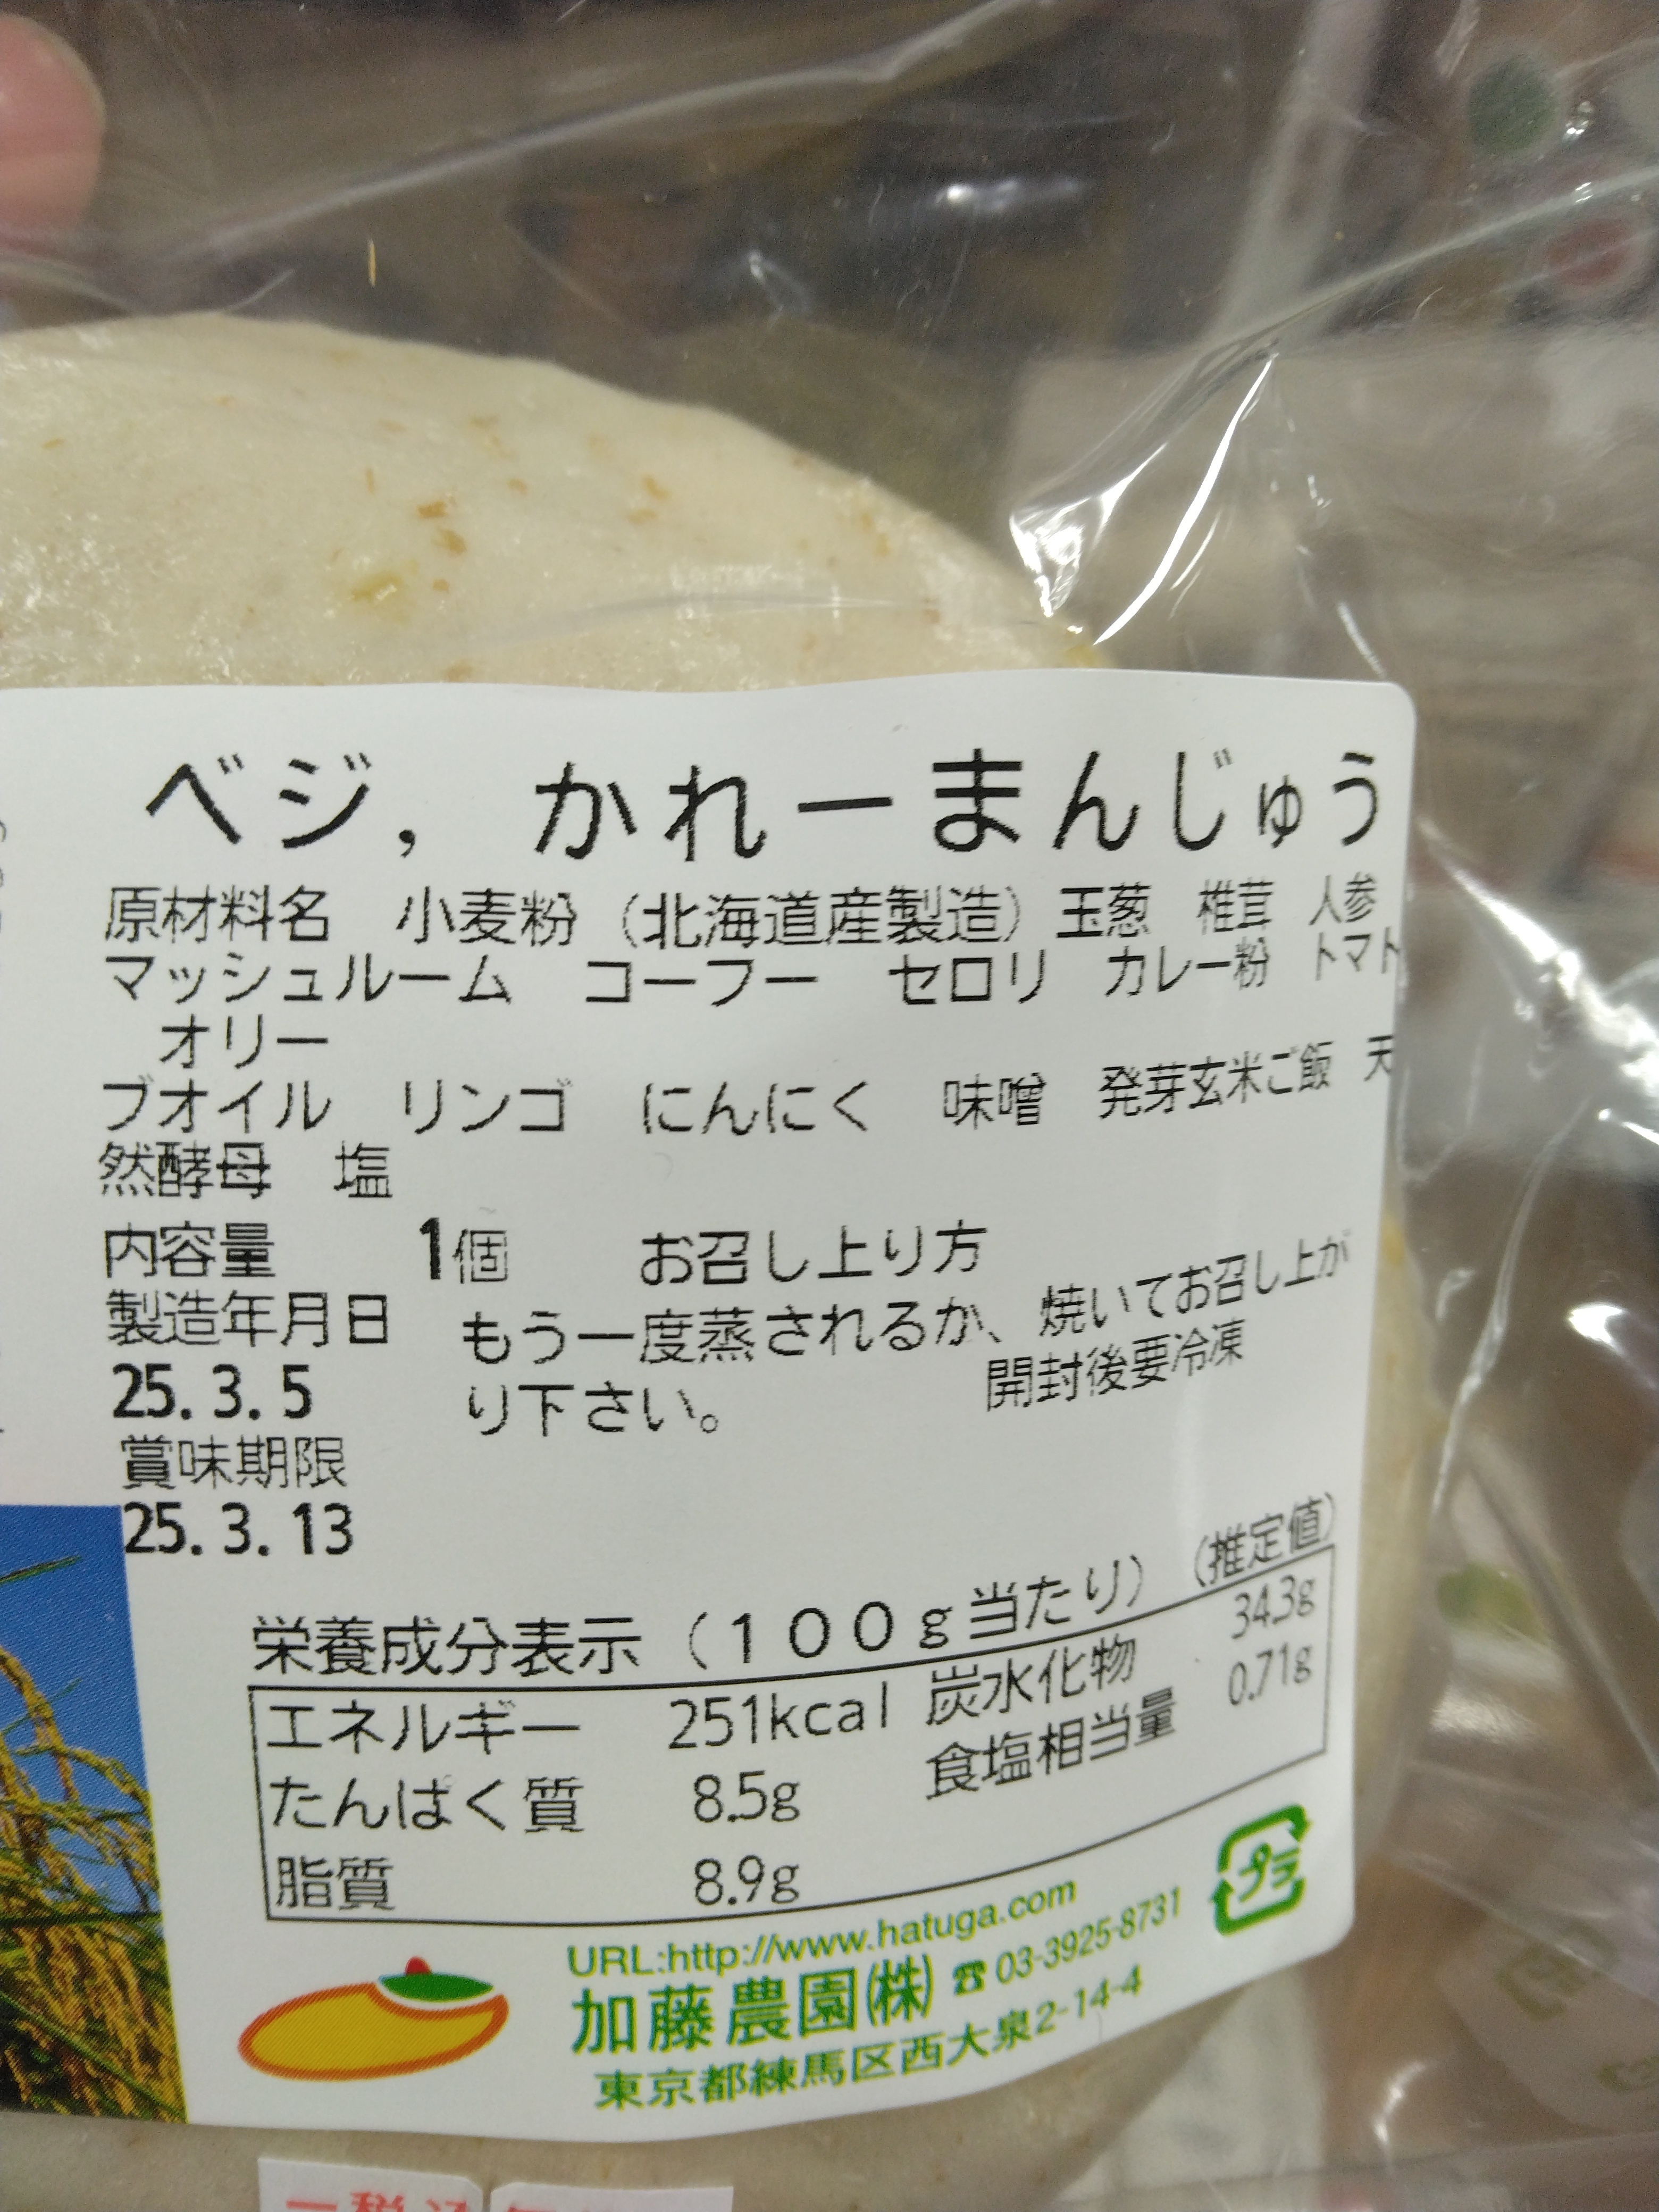 ベジ, かれーまんじゅう
原材料名 小麦粉（北海道産製造）玉葱 椎茸 人参
マッシュルーム コーフー セロリ カレー粉 トマト
オリー
ブオイル リンゴ にんにく 味噌 発芽玄米ご飯 天
然酵母 塩
内容量 1個 お召し上り方
製造年月日 もう一度蒸されるか、焼いてお召し上が
25.3.5 り下さい。 開封後要冷凍
賞味期限
25.3.13
栄養成分表示（100g当たり）（推定値）
エネルギー 251kcal 炭水化物 34.3g
たんぱく質 8.5g 食塩相当量 0.71g
脂質 8.9g
プラ
URL:http://www.hatuga.com
加藤農園㈱ ☎03-3925-8731
東京都練馬区西大泉2-14-4